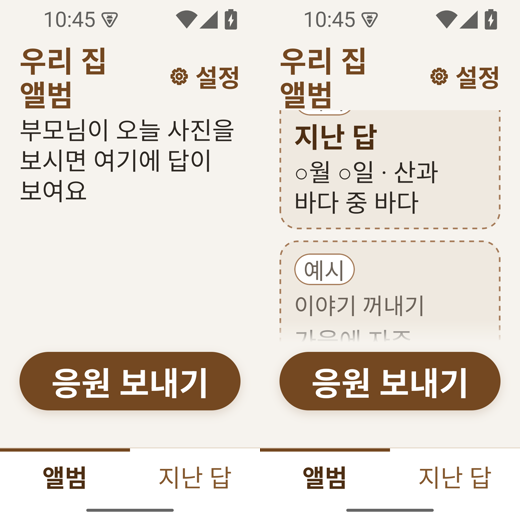 10:45
우리 집
앨범
설정
부모님이 오늘 사진을
보시면 여기에 답이
보여요
응원 보내기
앨범
지난 답
10:45
우리 집
앨범
설정
지난 답
○월 ○일 · 산과
바다 중 바다
예시
이야기 꺼내기
응원 보내기
앨범
지난 답